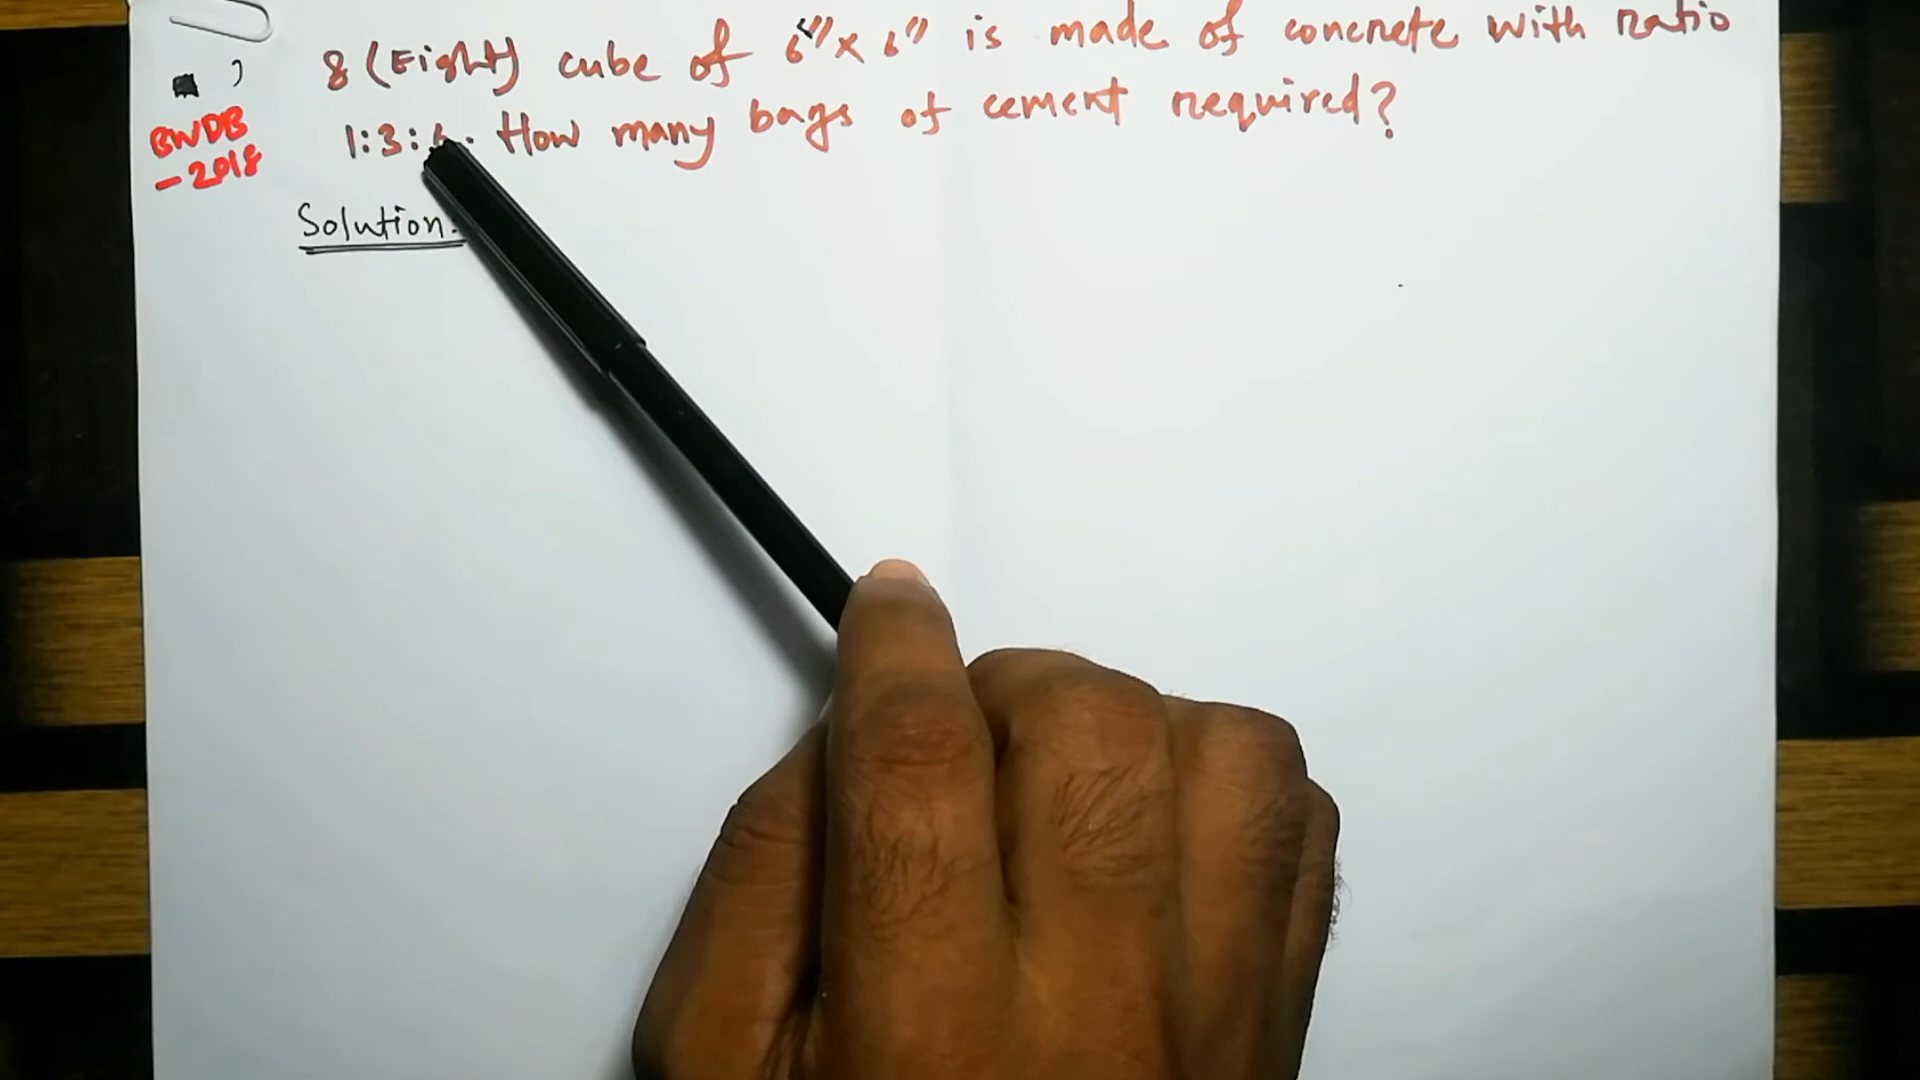 8 (Eight) cube of 6"x 6" is made of concrete with ratio
1:3:6. How many bags of cement required?
BWDB
-2018
Solution: